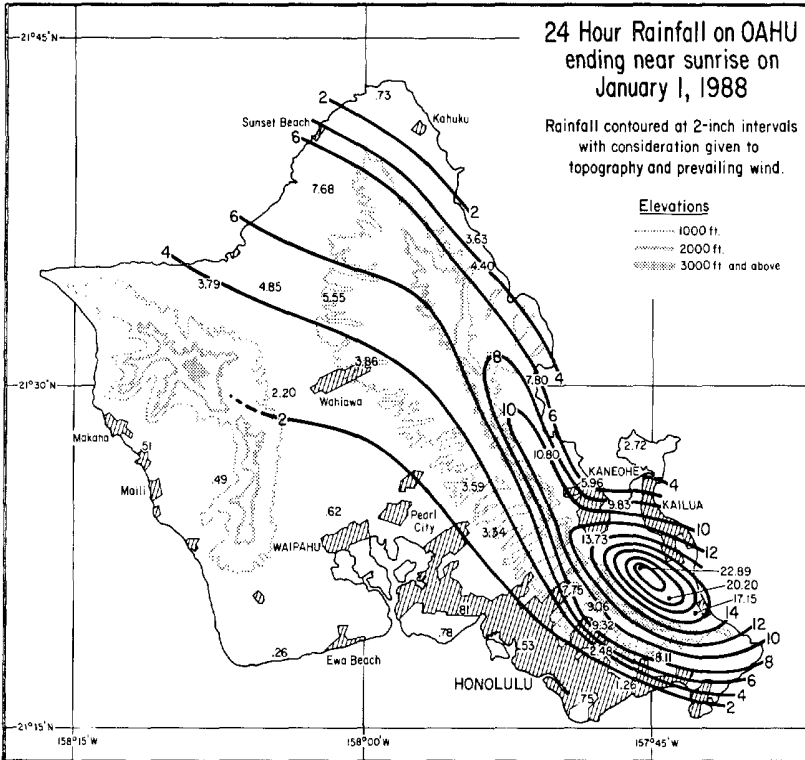 24 Hour Rainfall on OAHU
ending near sunrise on
January 1, 1988
Rainfall contoured at 2-inch intervals
with consideration given to
topography and prevailing wind.
Elevations
1000 ft.
2000 ft.
3000 ft. and above
21°45'N
2
.73
Sunset Beach
Kahuku
6
7.68
2
6
3.63
4
4.40
3.79
4.85
5.55
8
3.86
7.80
4
21°30'N
2.20
Wahiawa
2
10
6
Makaha
.51
10.80
2.72
KANEOHE
5.96
4
Maili
.49
3.59
9.83
KAILUA
.62
Pearl
City
10
3.54
13.73
12
WAIPAHU
22.89
20.20
7.75
17.15
9.06
14
.81
9.32
12
.78
10
.53
2.48
8.11
8
.26
Ewa Beach
6
HONOLULU
1.26
4
.75
2
21°15'N
158°15'W
158°00'W
157°45'W